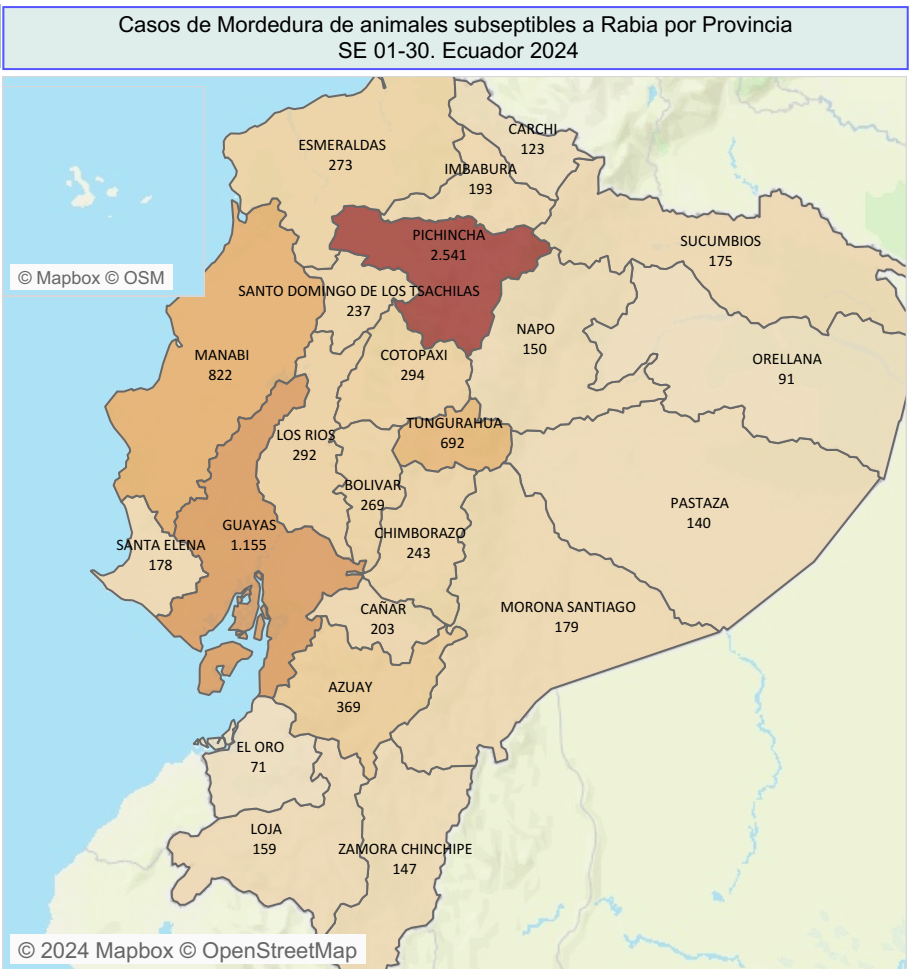 Casos de Mordedura de animales subseptibles a Rabia por Provincia
SE 01-30. Ecuador 2024
CARCHI
123
ESMERALDAS
273
IMBABURA
193
PICHINCHA
2.541
SUCUMBIOS
175
© Mapbox © OSM
SANTO DOMINGO DE LOS TSACHILAS
237
NAPO
150
MANABI
822
COTOPAXI
294
ORELLANA
91
TUNGURAHUA
692
LOS RIOS
292
BOLIVAR
269
PASTAZA
140
GUAYAS
1.155
CHIMBORAZO
243
SANTA ELENA
178
CAÑAR
203
MORONA SANTIAGO
179
AZUAY
369
EL ORO
71
LOJA
159
ZAMORA CHINCHIPE
147
© 2024 Mapbox © OpenStreetMap